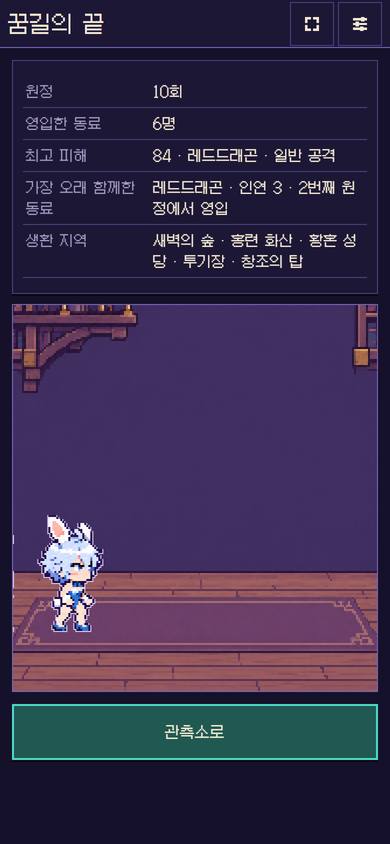 꿈길의 끝
원정 10회
영입한 동료 6명
최고 피해 84 · 레드드래곤 · 일반 공격
가장 오래 함께한 동료 레드드래곤 · 인연 3 · 2번째 원정에서 영입
생환 지역 새벽의 숲 · 홍련 화산 · 황혼 성당 · 투기장 · 창조의 탑
관측소로